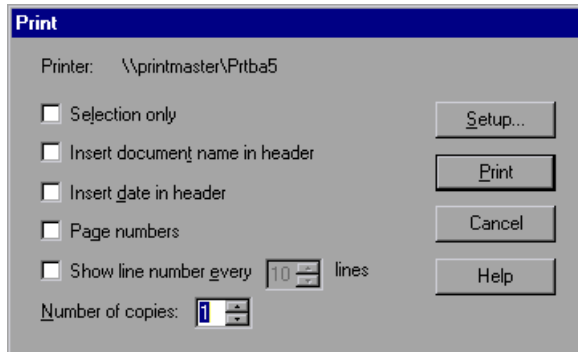 Print
Printer: \\printmaster\Prtba5
Selection only
Setup...
Insert document name in header
Print
Insert date in header
Page numbers
Cancel
Show line number every 10 lines
Help
Number of copies: 1